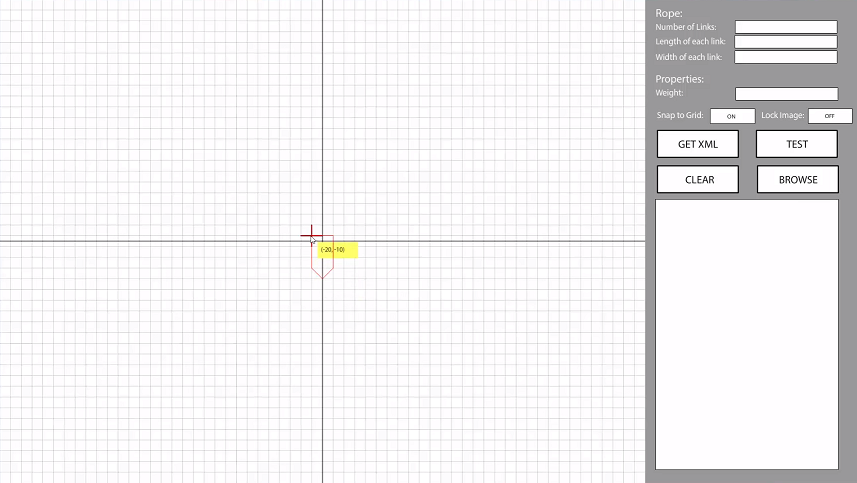 Rope:
Number of Links:
Length of each link:
Width of each link:
Properties:
Weight:
Snap to Grid: ON Lock Image: OFF
GET XML TEST
CLEAR BROWSE
(-20,-10)